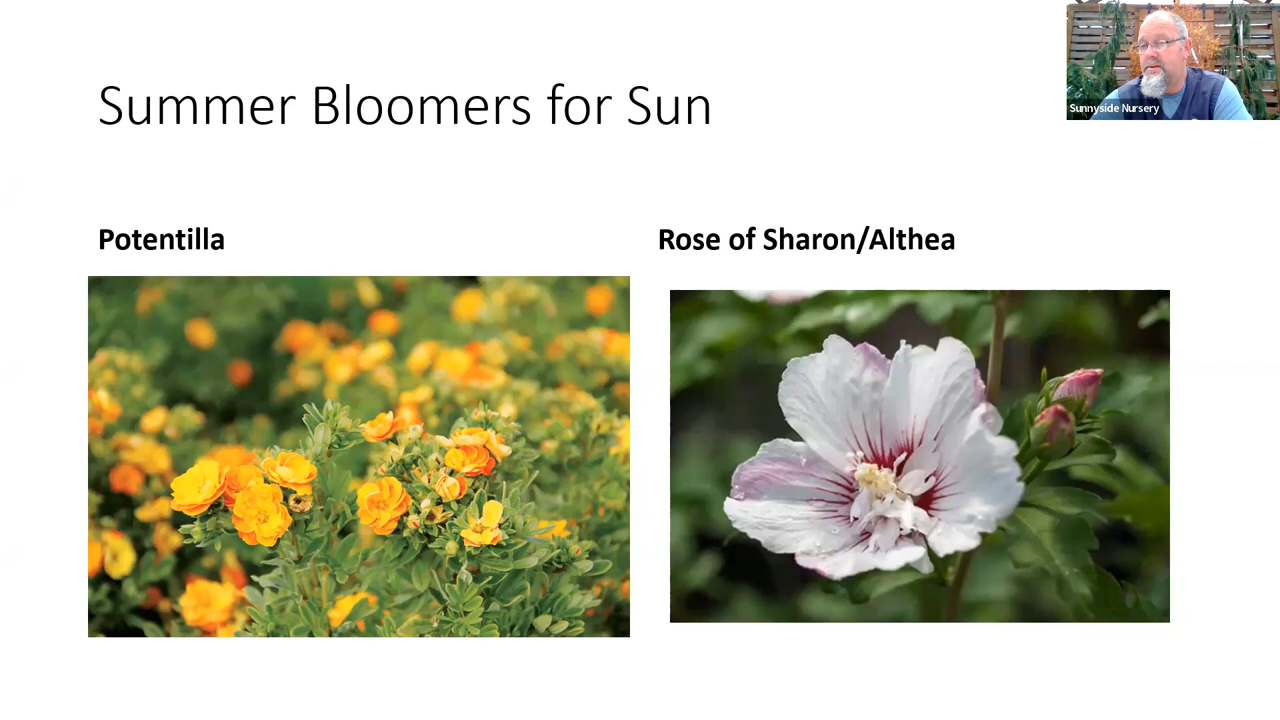 Summer Bloomers for Sun
Sunnyside Nursery
Potentilla
Rose of Sharon/Althea